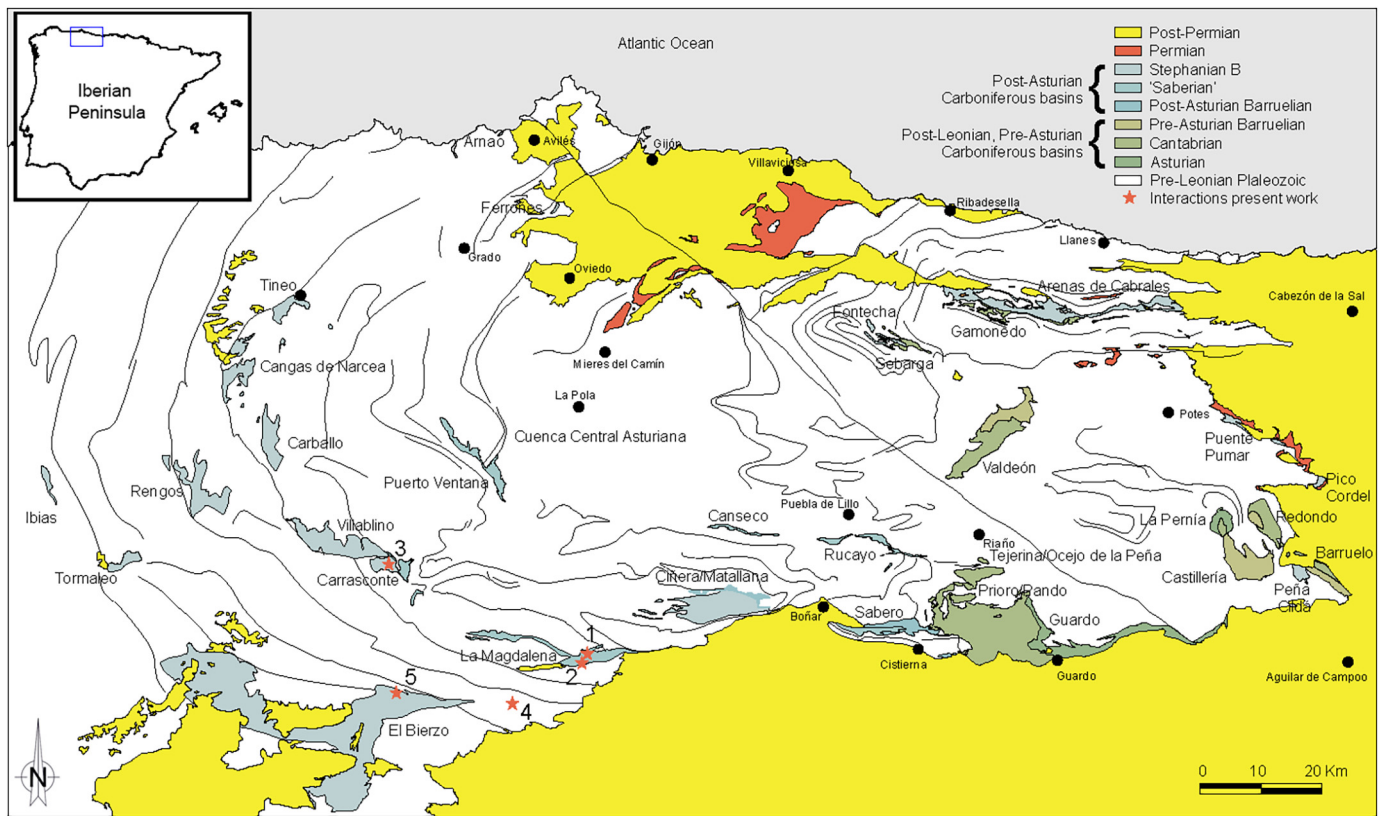 Atlantic Ocean
Iberian
Peninsula
Post-Permian
Permian
Stephanian B
'Saberian'
Post-Asturian Barruelian
Pre-Asturian Barruelian
Cantabrian
Asturian
Pre-Leonian Plaleozoic
Interactions present work
Post-Asturian
Carboniferous basins
Post-Leonian, Pre-Asturian
Carboniferous basins
Arnao
Avilés
Gijón
Villaviciosa
Ferroñes
Ribadesella
Grado
Llanes
Oviedo
Tineo
Arenas de Cabrales
Cabezón de la Sal
Fontecha
Gamonedo
Sebarga
Mieres del Camín
Cangas de Narcea
La Pola
Potes
Cuenca Central Asturiana
Carballo
Puente
Pumar
Valdeón
Puerto Ventana
Rengos
Pico
Cordel
Ibias
Villablino
Puebla de Lillo
Canseco
La Pernía
Redondo
3
Riaño
Rucayo
Tejerina/Ocejo de la Peña
Barruelo
Tormaleo
Carrasconte
Ciñera/Matallana
Castillería
Prioro/Pando
Peña
Cilda
Boñar
Sabero
Guardo
1
La Magdalena
Cistierna
2
Guardo
Aguilar de Campoo
5
4
El Bierzo
N
0 10 20 Km